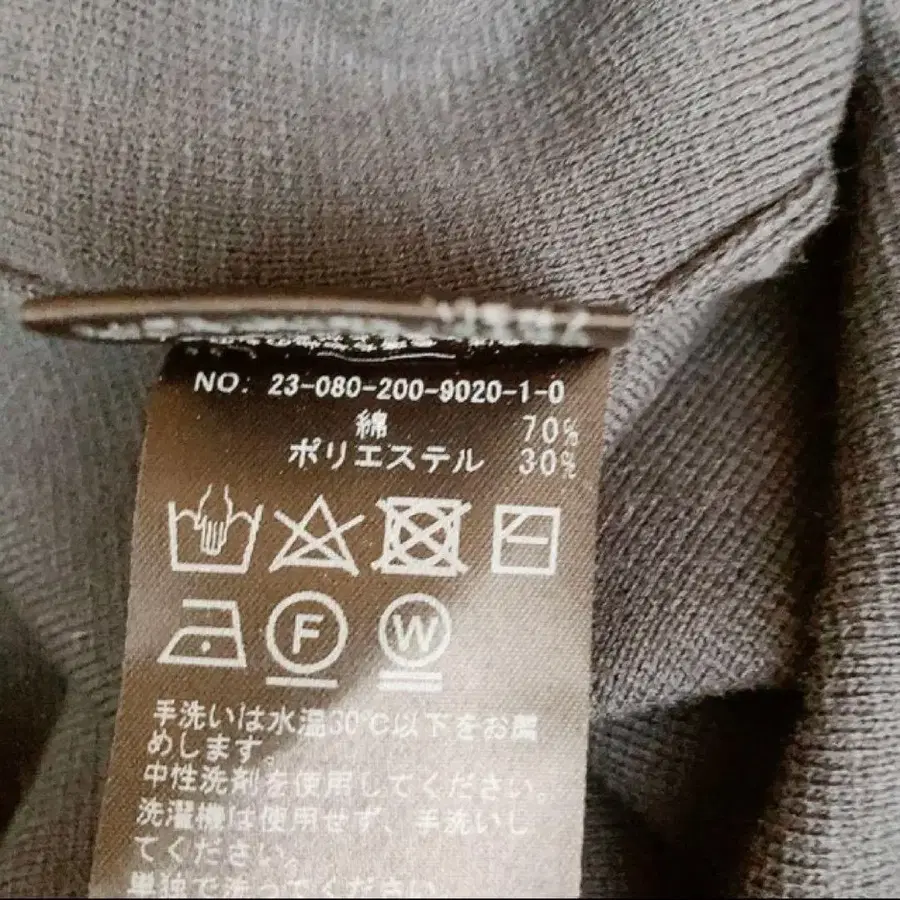 NO. 23-080-200-9020-1-0
綿 70%
ポリエステル 30%
F
W
手洗いは水温30℃以下をお薦
めします。
中性洗剤を使用してください。
洗濯機は使用せず、手洗いし
てください。
単独で洗ってください。